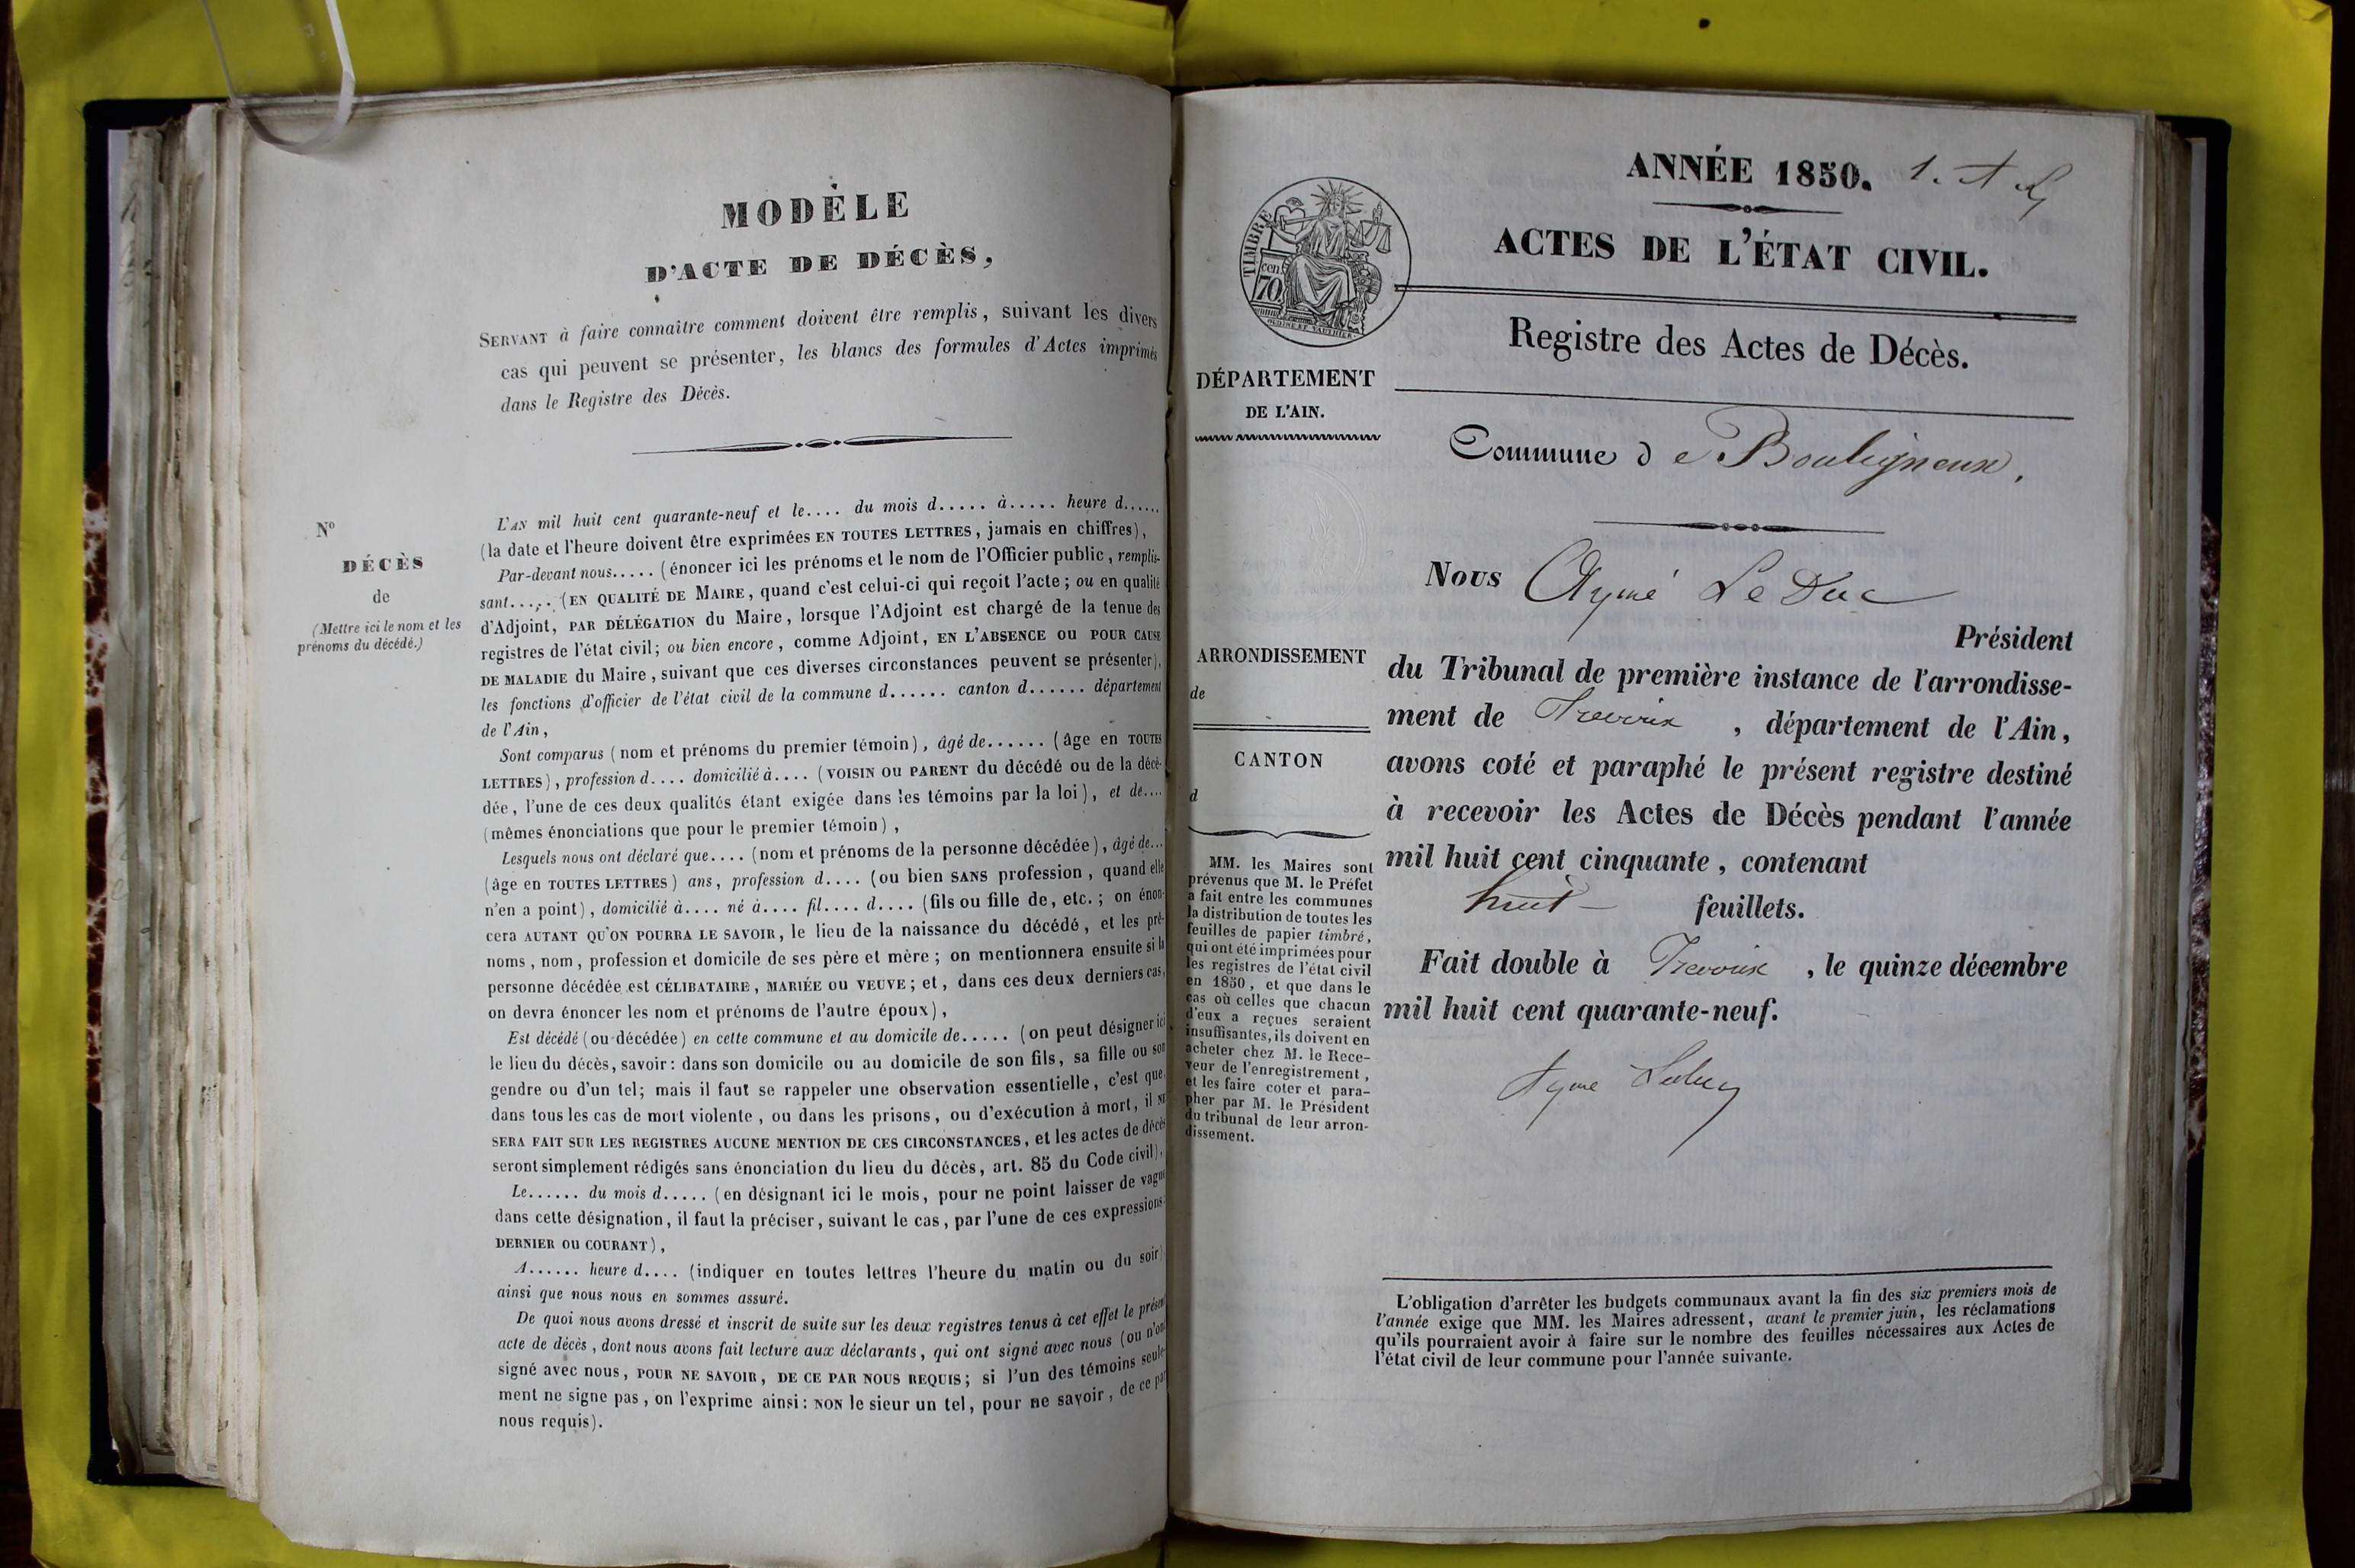 MODÈLE
D'ACTE DE DÉCÈS,
SERVANT à faire connaître comment doivent être remplis, suivant les divers
cas qui peuvent se présenter, les blancs des formules d'Actes imprimés
dans le Registre des Décès.
N°
DÉCÈS
de
(Mettre ici le nom et les
prénoms du décédé.)
L'AN mil huit cent quarante-neuf et le.... du mois d..... à..... heure d......
(la date et l'heure doivent être exprimées EN TOUTES LETTRES, jamais en chiffres),
Par-devant nous..... (énoncer ici les prénoms et le nom de l'Officier public, remplis-
sant..... (EN QUALITÉ DE MAIRE, quand c'est celui-ci qui reçoit l'acte; ou en qualité
d'Adjoint, PAR DÉLÉGATION du Maire, lorsque l'Adjoint est chargé de la tenue des
registres de l'état civil; ou bien encore, comme Adjoint, EN L'ABSENCE OU POUR CAUSE
DE MALADIE du Maire, suivant que ces diverses circonstances peuvent se présenter),
les fonctions d'officier de l'état civil de la commune d...... canton d...... département
de l'Ain,
Sont comparus (nom et prénoms du premier témoin), âgé de...... (âge en TOUTES
LETTRES), profession d.... domicilié à.... (VOISIN OU PARENT du décédé ou de la décé-
dée, l'une de ces deux qualités étant exigée dans les témoins par la loi), et de....
(mêmes énonciations que pour le premier témoin),
Lesquels nous ont déclaré que.... (nom et prénoms de la personne décédée), âgé de...
(âge en TOUTES LETTRES) ans, profession d.... (ou bien SANS profession, quand elle
n'en a point), domicilié à.... né à.... fil.... d.... (fils ou fille de, etc.; on énon-
cera AUTANT QU'ON POURRA LE SAVOIR, le lieu de la naissance du décédé, et les pré-
noms, nom, profession et domicile de ses père et mère; on mentionnera ensuite si la
personne décédée est CÉLIBATAIRE, MARIÉE OU VEUVE; et, dans ces deux derniers cas,
on devra énoncer les nom et prénoms de l'autre époux),
Est décédé (ou décédée) en cette commune et au domicile de..... (on peut désigner ici
le lieu du décès, savoir: dans son domicile ou au domicile de son fils, sa fille ou son
gendre ou d'un tel; mais il faut se rappeler une observation essentielle, c'est que,
dans tous les cas de mort violente, ou dans les prisons, ou d'exécution à mort, il NE
SERA FAIT SUR LES REGISTRES AUCUNE MENTION DE CES CIRCONSTANCES, et les actes de décès
seront simplement rédigés sans énonciation du lieu du décès, art. 85 du Code civil),
Le...... du mois d..... (en désignant ici le mois, pour ne point laisser de vague
dans cette désignation, il faut la préciser, suivant le cas, par l'une de ces expressions:
DERNIER OU COURANT),
A...... heure d.... (indiquer en toutes lettres l'heure du matin ou du soir)
ainsi que nous nous en sommes assuré.
De quoi nous avons dressé et inscrit de suite sur les deux registres tenus à cet effet le présent
acte de décès, dont nous avons fait lecture aux déclarants, qui ont signé avec nous (ou n'ont
signé avec nous, POUR NE SAVOIR, DE CE PAR NOUS REQUIS; si l'un des témoins seule-
ment ne signe pas, on l'exprime ainsi: NON le sieur un tel, pour ne savoir, de ce par
nous requis).
ANNÉE 1850. 1.
ACTES DE L'ÉTAT CIVIL.
Registre des Actes de Décès.
TIMBRE
cen.
70.
DÉPARTEMENT
DE L'AIN.
ARRONDISSEMENT
de
CANTON
d
MM. les Maires sont
prévenus que M. le Préfet
a fait entre les communes
la distribution de toutes les
feuilles de papier timbré,
qui ont été imprimées pour
les registres de l'état civil
en 1850, et que dans le
cas où celles que chacun
d'eux a reçues seraient
insuffisantes, ils doivent en
acheter chez M. le Rece-
veur de l'enregistrement,
et les faire coter et para-
pher par M. le Président
du tribunal de leur arron-
dissement.
Commune de Bouligneux,
Nous Aymé Le Duc
Président
du Tribunal de première instance de l'arrondisse-
ment de Trevoux, département de l'Ain,
avons coté et paraphé le présent registre destiné
à recevoir les Actes de Décès pendant l'année
mil huit cent cinquante, contenant
huit feuillets.
Fait double à Trevoux, le quinze décembre
mil huit cent quarante-neuf.
Ayme Leduc
L'obligation d'arrêter les budgets communaux avant la fin des six premiers mois de
l'année exige que MM. les Maires adressent, avant le premier juin, les réclamations
qu'ils pourraient avoir à faire sur le nombre des feuilles nécessaires aux Actes de
l'état civil de leur commune pour l'année suivante.